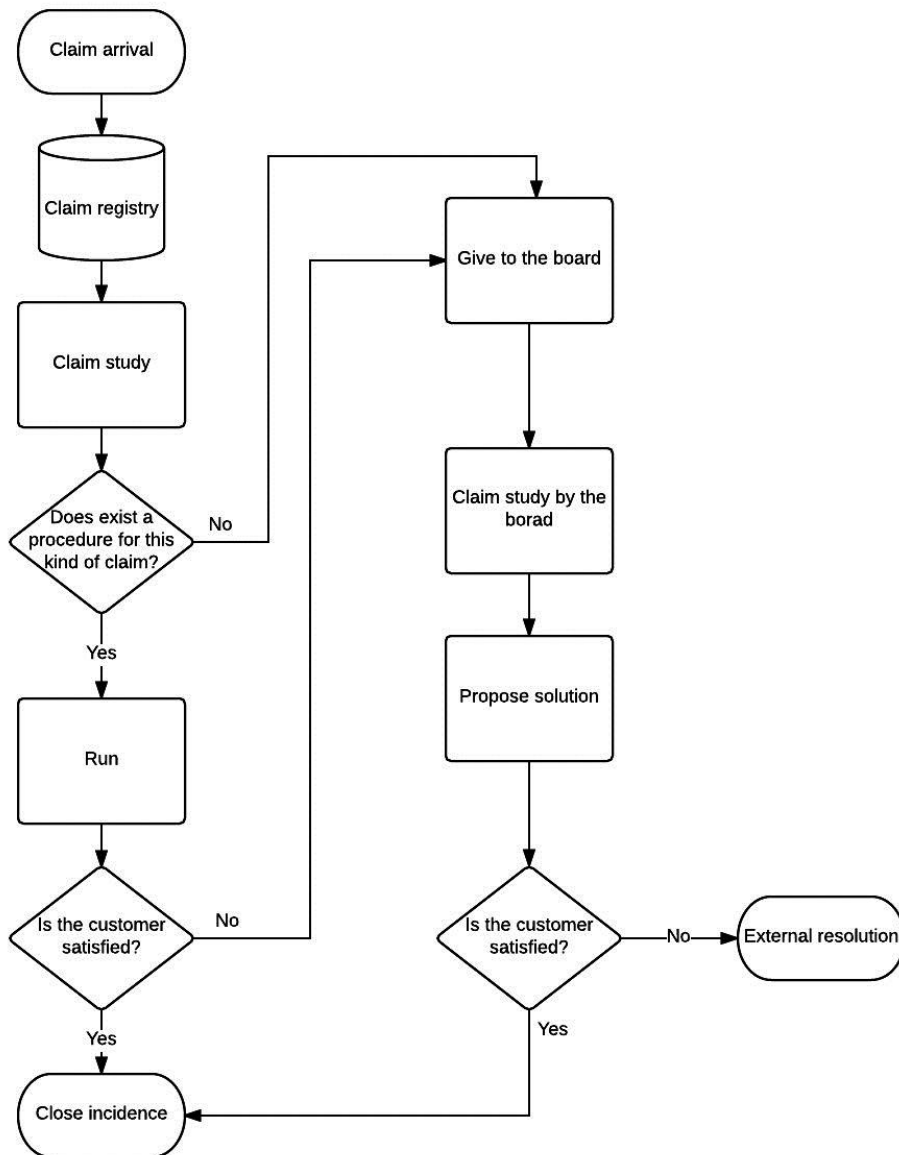 Claim arrival
Claim registry
Claim study
Does exist a
procedure for this
kind of claim?
No
Yes
Run
Is the customer
satisfied?
No
Yes
Close incidence
Give to the board
Claim study by the
borad
Propose solution
Is the customer
satisfied?
No
External resolution
Yes